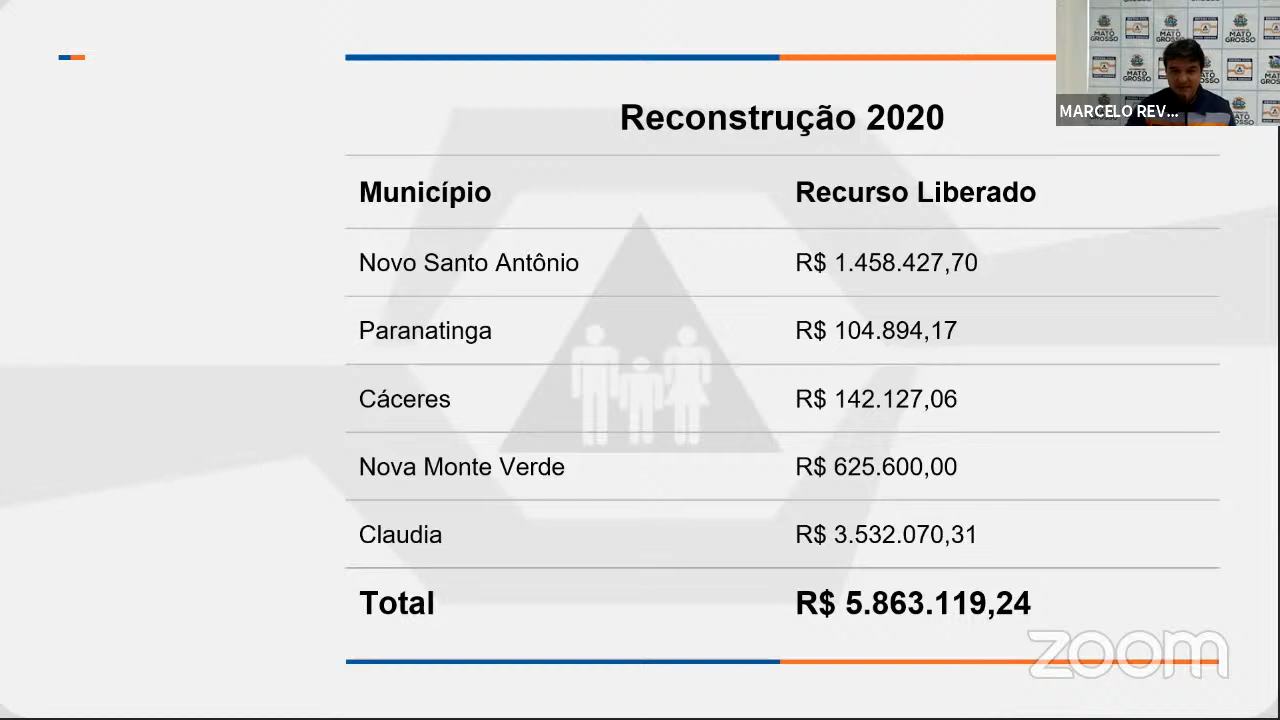 Reconstrução 2020
Município Recurso Liberado
Novo Santo Antônio R$ 1.458.427,70
Paranatinga R$ 104.894,17
Cáceres R$ 142.127,06
Nova Monte Verde R$ 625.600,00
Claudia R$ 3.532.070,31
Total R$ 5.863.119,24
MATO GROSSO
MARCELO REV...
zoom